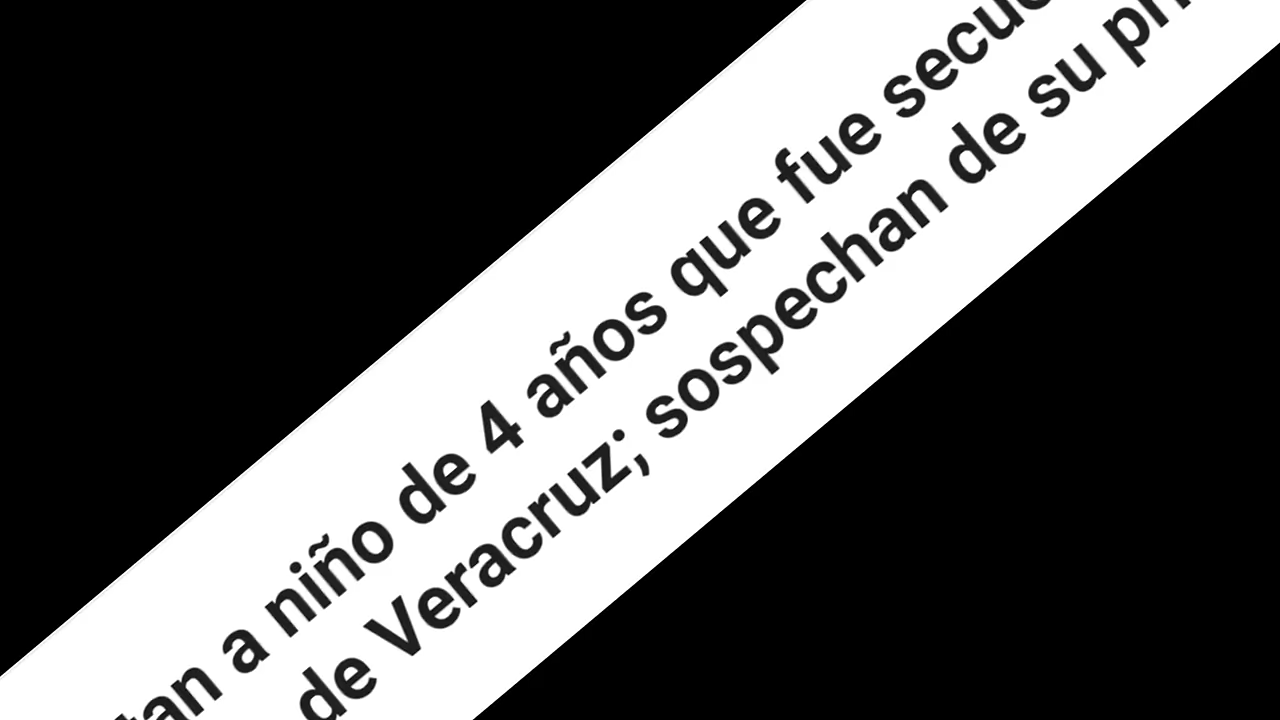 a niño de 4 años que fue
de Veracruz; sospechan de su